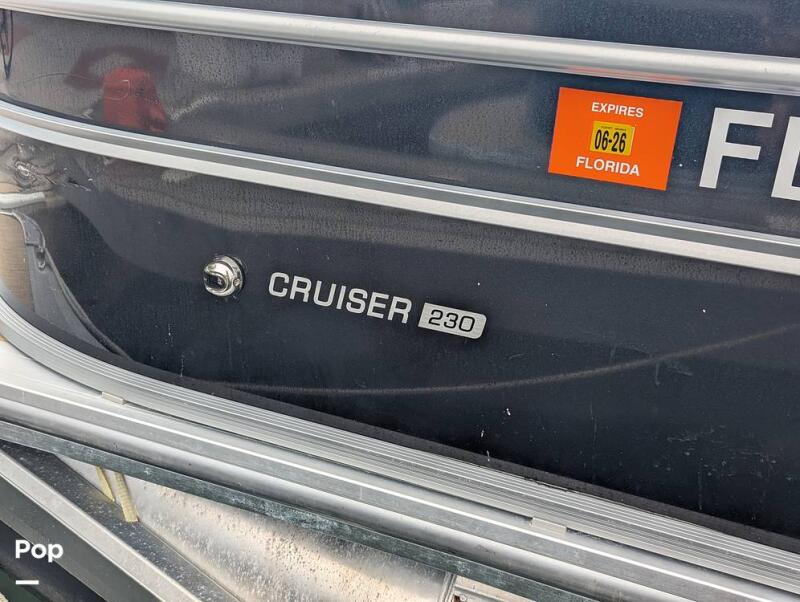 EXPIRES
06-26
FLORIDA
FL
CRUISER 230
Pop